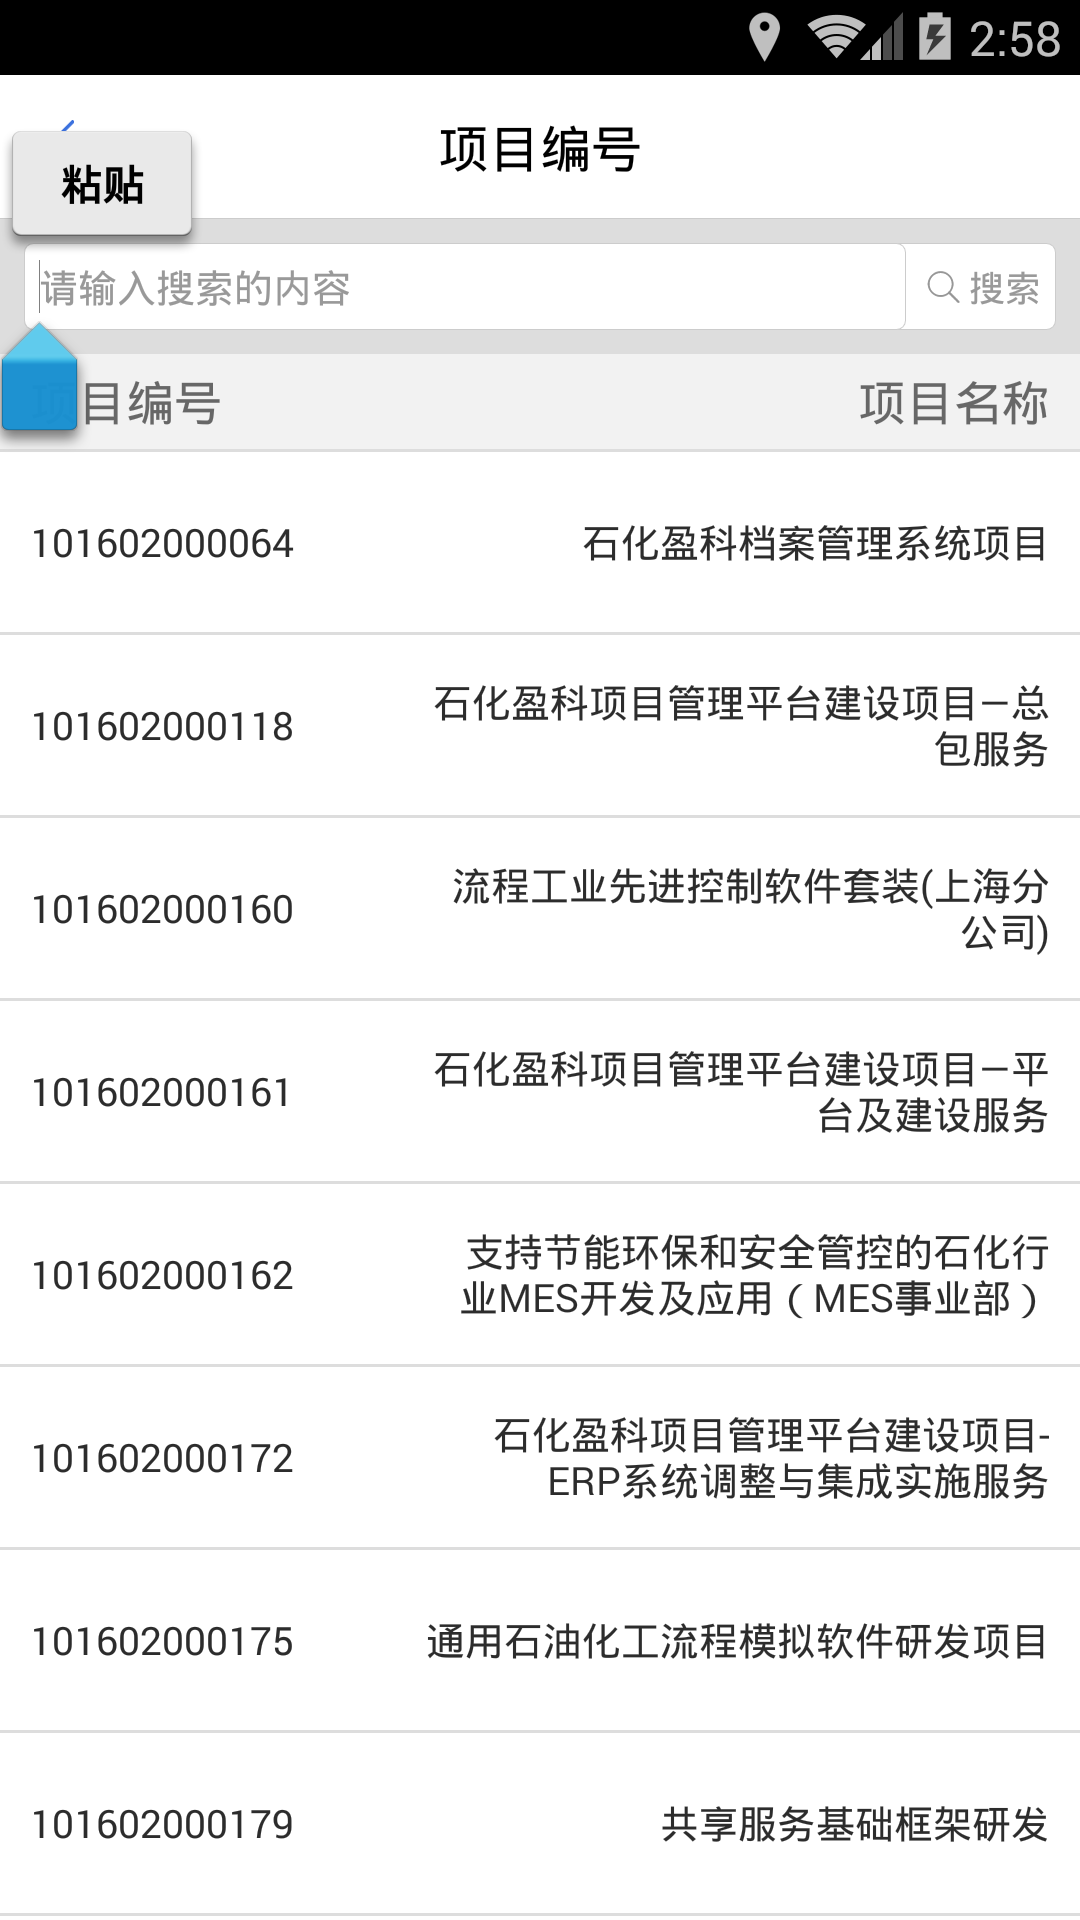 2:58
项目编号
粘贴
请输入搜索的内容
搜索
项目编号
项目名称
101602000064
石化盈科档案管理系统项目
101602000118
石化盈科项目管理平台建设项目—总
包服务
101602000160
流程工业先进控制软件套装(上海分
公司)
101602000161
石化盈科项目管理平台建设项目—平
台及建设服务
101602000162
支持节能环保和安全管控的石化行
业MES开发及应用（MES事业部）
101602000172
石化盈科项目管理平台建设项目-
ERP系统调整与集成实施服务
101602000175
通用石油化工流程模拟软件研发项目
101602000179
共享服务基础框架研发